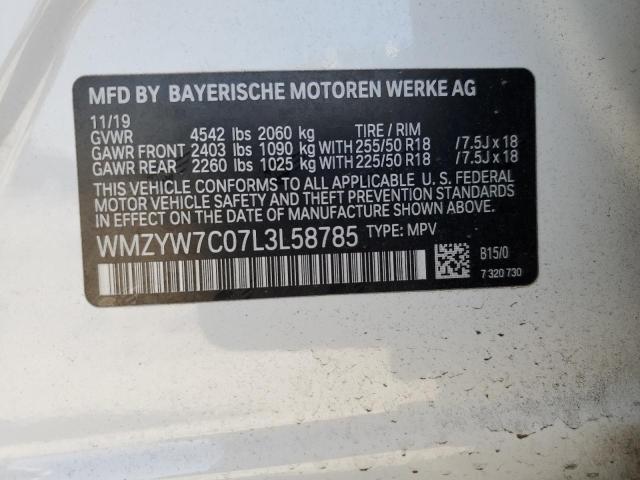 MFD BY BAYERISCHE MOTOREN WERKE AG
11/19
GVWR 4542 lbs 2060 kg TIRE / RIM
GAWR FRONT 2403 lbs 1090 kg WITH 255/50 R18 /7.5J x 18
GAWR REAR 2260 lbs 1025 kg WITH 225/50 R18 /7.5J x 18
THIS VEHICLE CONFORMS TO ALL APPLICABLE U. S. FEDERAL
MOTOR VEHICLE SAFETY AND THEFT PREVENTION STANDARDS
IN EFFECT ON THE DATE OF MANUFACTURE SHOWN ABOVE.
WMZYW7C07L3L58785 TYPE: MPV
B15/0
7 320 730